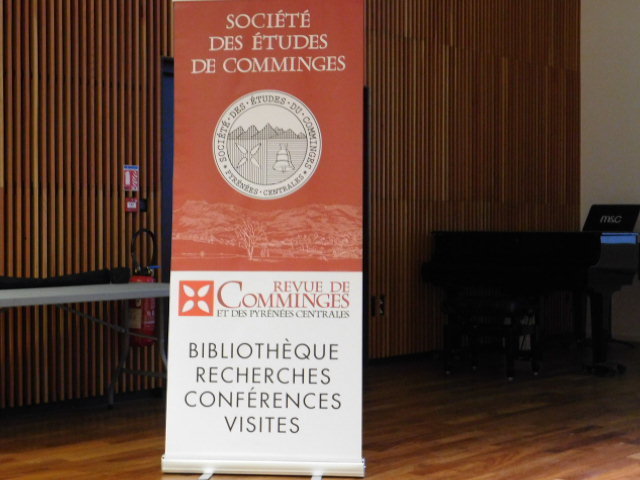 SOCIÉTÉ
DES ÉTUDES
DE COMMINGES
SOCIÉTÉ·DES·ÉTUDES·DU·COMMINGES
PYRÉNÉES·CENTRALES
REVUE DE
COMMINGES
ET DES PYRÉNÉES CENTRALES
BIBLIOTHÈQUE
RECHERCHES
CONFÉRENCES
VISITES